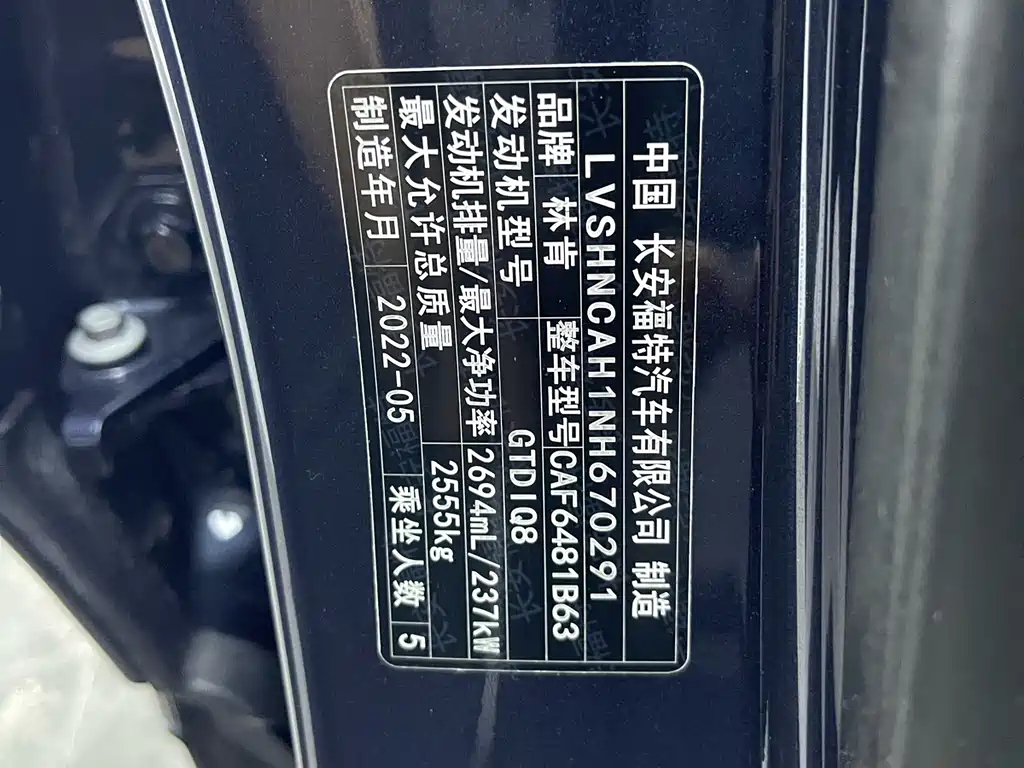 中国 长安福特汽车有限公司 制造
LVSHNCAH1NH670291
品牌 林肯 整车型号 CAF6481B63
发动机型号 GTDIQ8
发动机排量/最大净功率 2694mL/237kW
最大允许总质量 2555kg
制造年月 2022-05 乘坐人数 5